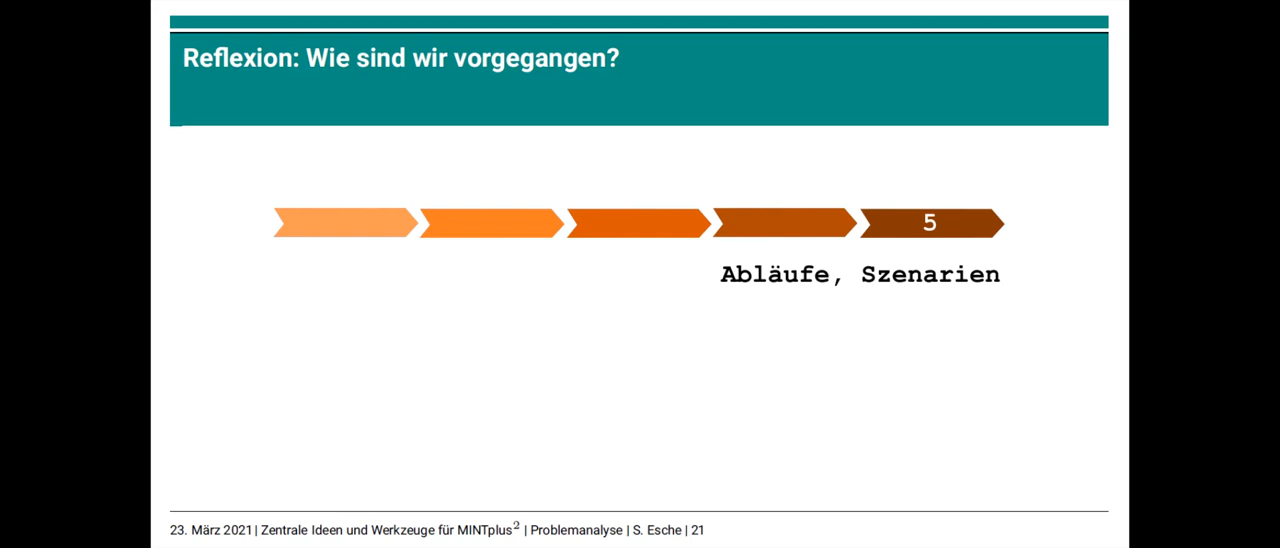 Reflexion: Wie sind wir vorgegangen?
5
Abläufe, Szenarien
23. März 2021 | Zentrale Ideen und Werkzeuge für MINTplus² | Problemanalyse | S. Esche | 21